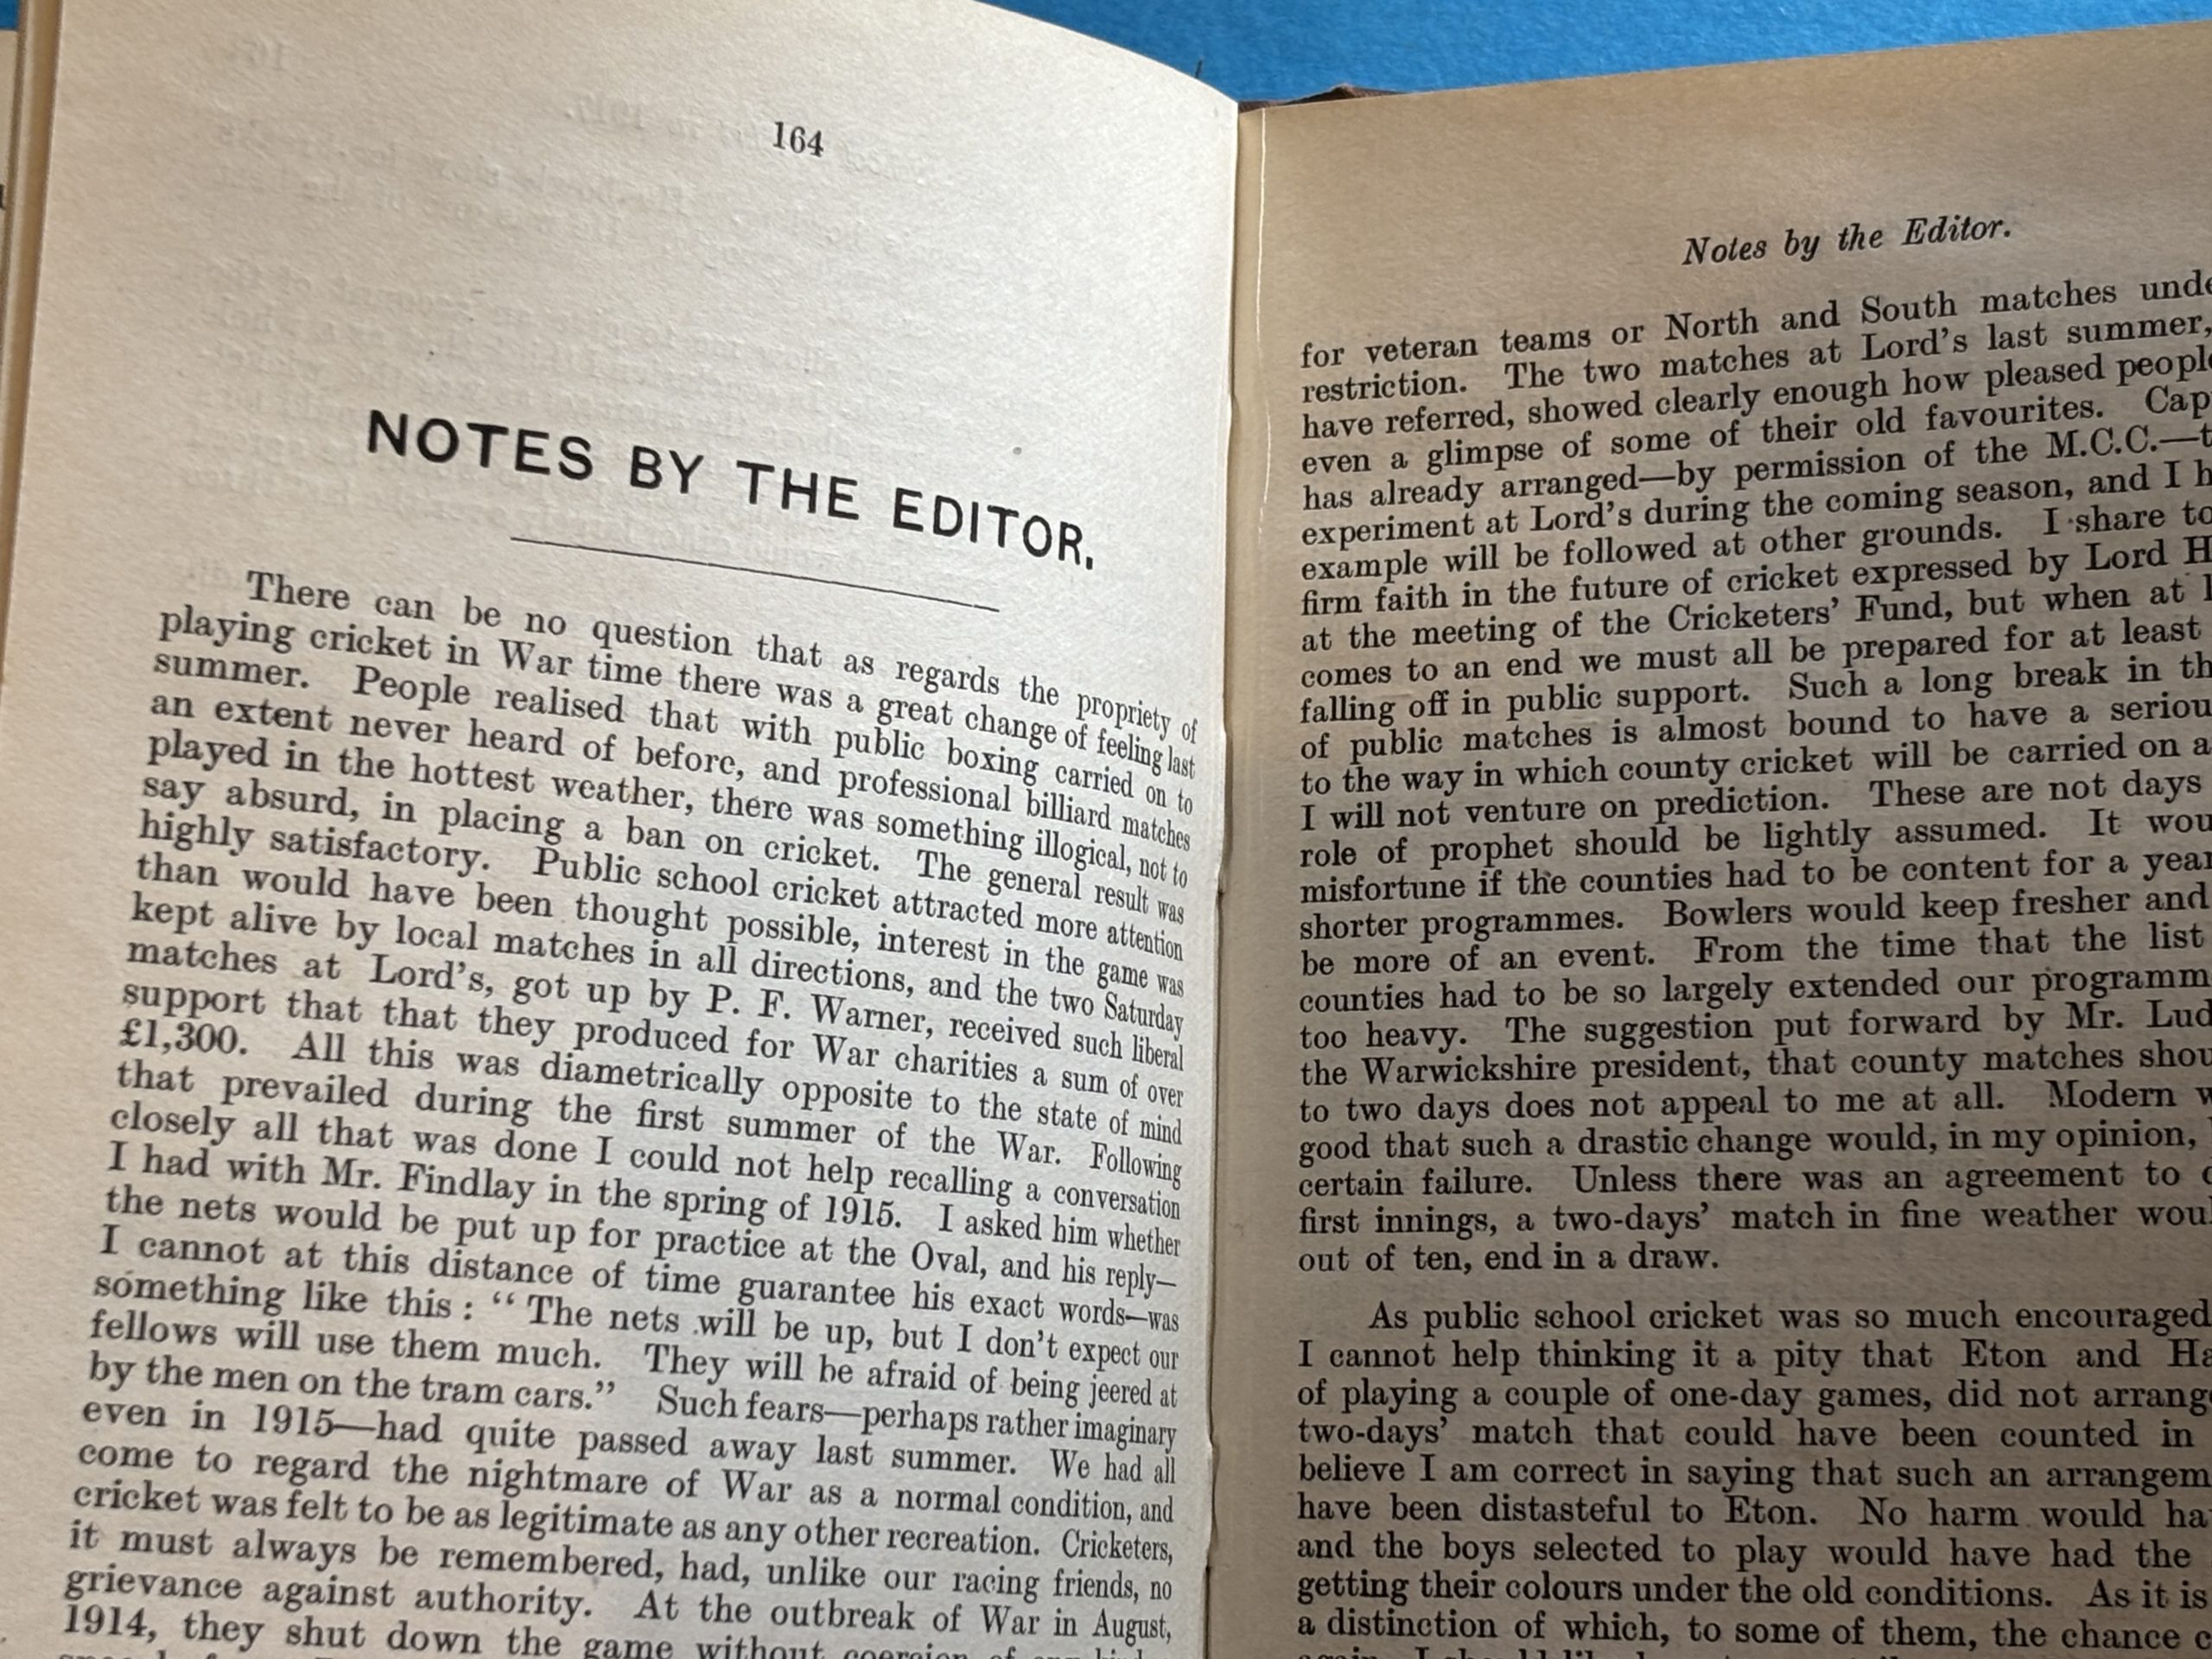 164
NOTES BY THE EDITOR.
There can be no question that as regards the propriety of
playing cricket in War time there was a great change of feeling last
summer. People realised that with public boxing carried on to
an extent never heard of before, and professional billiard matches
played in the hottest weather, there was something illogical, not to
say absurd, in placing a ban on cricket. The general result was
highly satisfactory. Public school cricket attracted more attention
than would have been thought possible, interest in the game was
kept alive by local matches in all directions, and the two Saturday
matches at Lord's, got up by P. F. Warner, received such liberal
support that that they produced for War charities a sum of over
£1,300. All this was diametrically opposite to the state of mind
that prevailed during the first summer of the War. Following
closely all that was done I could not help recalling a conversation
I had with Mr. Findlay in the spring of 1915. I asked him whether
the nets would be put up for practice at the Oval, and his reply—
I cannot at this distance of time guarantee his exact words—was
something like this: “ The nets will be up, but I don't expect our
fellows will use them much. They will be afraid of being jeered at
by the men on the tram cars.” Such fears—perhaps rather imaginary
even in 1915—had quite passed away last summer. We had all
come to regard the nightmare of War as a normal condition, and
cricket was felt to be as legitimate as any other recreation. Cricketers,
it must always be remembered, had, unlike our racing friends, no
grievance against authority. At the outbreak of War in August,
1914, they shut down the game without coercion of any kind
Notes by the Editor.
for veteran teams or North and South matches unde
restriction. The two matches at Lord's last summer,
have referred, showed clearly enough how pleased people
even a glimpse of some of their old favourites. Cap
has already arranged—by permission of the M.C.C.—t
experiment at Lord's during the coming season, and I h
example will be followed at other grounds. I share to
firm faith in the future of cricket expressed by Lord H
at the meeting of the Cricketers' Fund, but when at l
comes to an end we must all be prepared for at least
falling off in public support. Such a long break in th
of public matches is almost bound to have a seriou
to the way in which county cricket will be carried on a
I will not venture on prediction. These are not days
role of prophet should be lightly assumed. It wou
misfortune if the counties had to be content for a year
shorter programmes. Bowlers would keep fresher and
be more of an event. From the time that the list
counties had to be so largely extended our programm
too heavy. The suggestion put forward by Mr. Lud
the Warwickshire president, that county matches shou
to two days does not appeal to me at all. Modern w
good that such a drastic change would, in my opinion,
certain failure. Unless there was an agreement to
first innings, a two-days' match in fine weather woul
out of ten, end in a draw.
As public school cricket was so much encouraged
I cannot help thinking it a pity that Eton and Ha
of playing a couple of one-day games, did not arrang
two-days' match that could have been counted in
believe I am correct in saying that such an arrangem
have been distasteful to Eton. No harm would ha
and the boys selected to play would have had the
getting their colours under the old conditions. As it is
a distinction of which, to some of them, the chance c